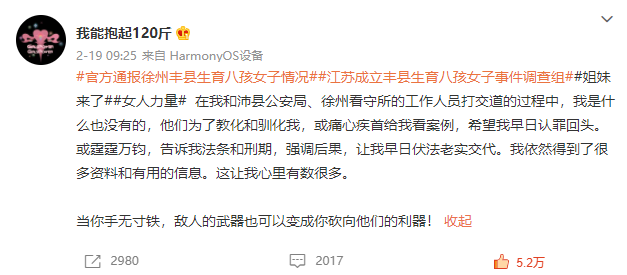 我能抱起120斤
2-19 09:25 来自 HarmonyOS设备
#官方通报徐州丰县生育八孩女子情况##江苏成立丰县生育八孩女子事件调查组##姐妹
来了##女人力量# 在我和沛县公安局、徐州看守所的工作人员打交道的过程中，我是什
么也没有的，他们为了教化和驯化我，或痛心疾首给我看案例，希望我早日认罪回头。
或霆霆万钧，告诉我法条和刑期，强调后果，让我早日伏法老实交代。我依然得到了很
多资料和有用的信息。这让我心里有数很多。
当你手无寸铁，敌人的武器也可以变成你砍向他们的利器！ 收起
2980
2017
5.2万